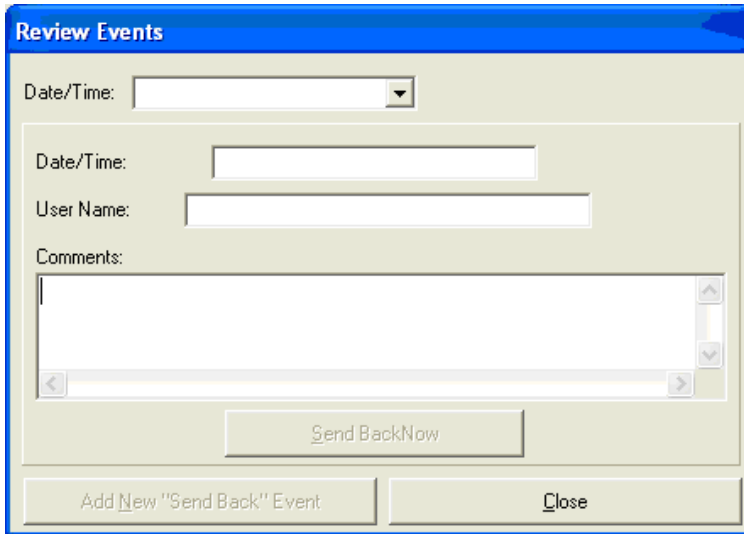 Review Events
Date/Time:
Date/Time:
User Name:
Comments:
Send BackNow
Add New "Send Back" Event Close